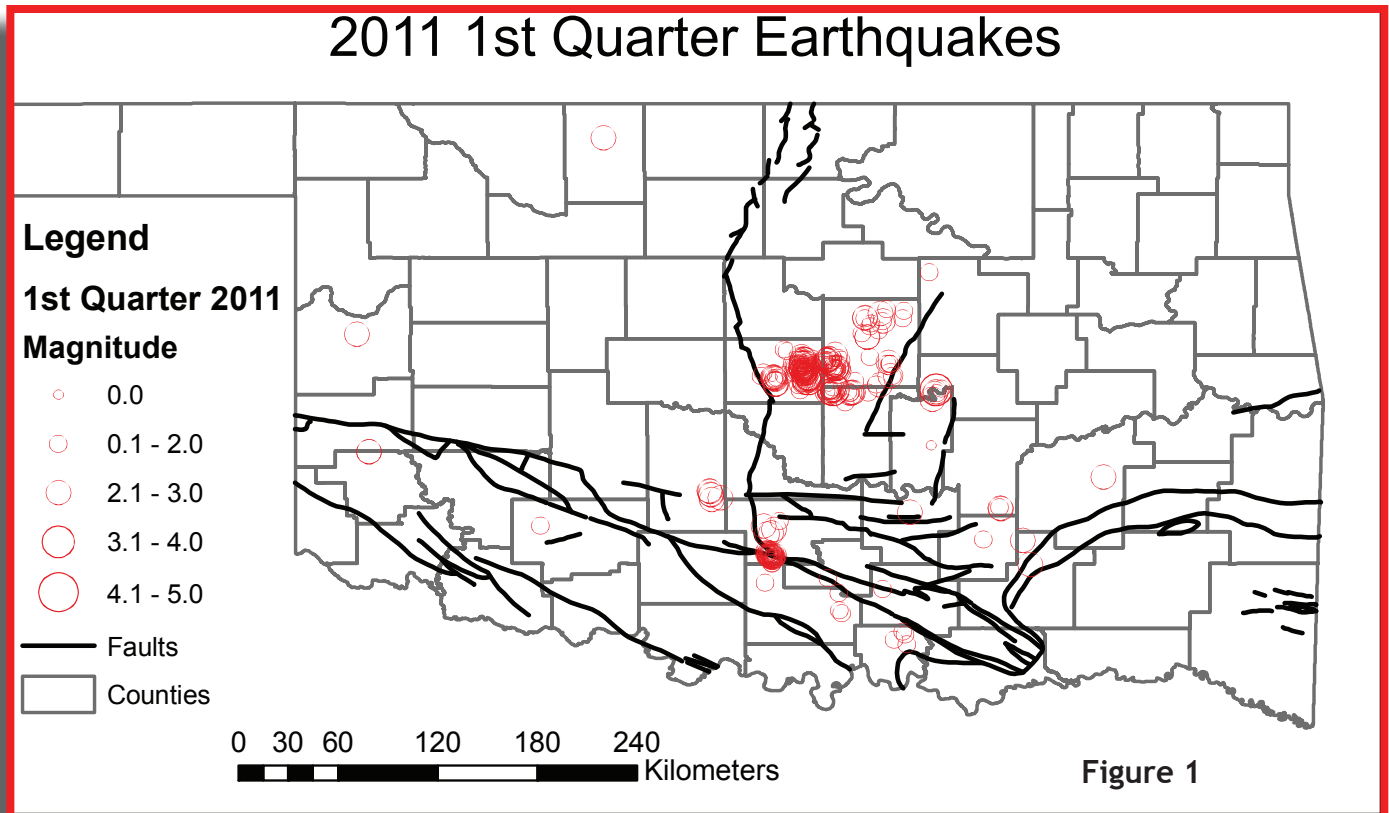 2011 1st Quarter Earthquakes
Legend
1st Quarter 2011
Magnitude
0.0
0.1 - 2.0
2.1 - 3.0
3.1 - 4.0
4.1 - 5.0
Faults
Counties
0 30 60 120 180 240
Kilometers
Figure 1